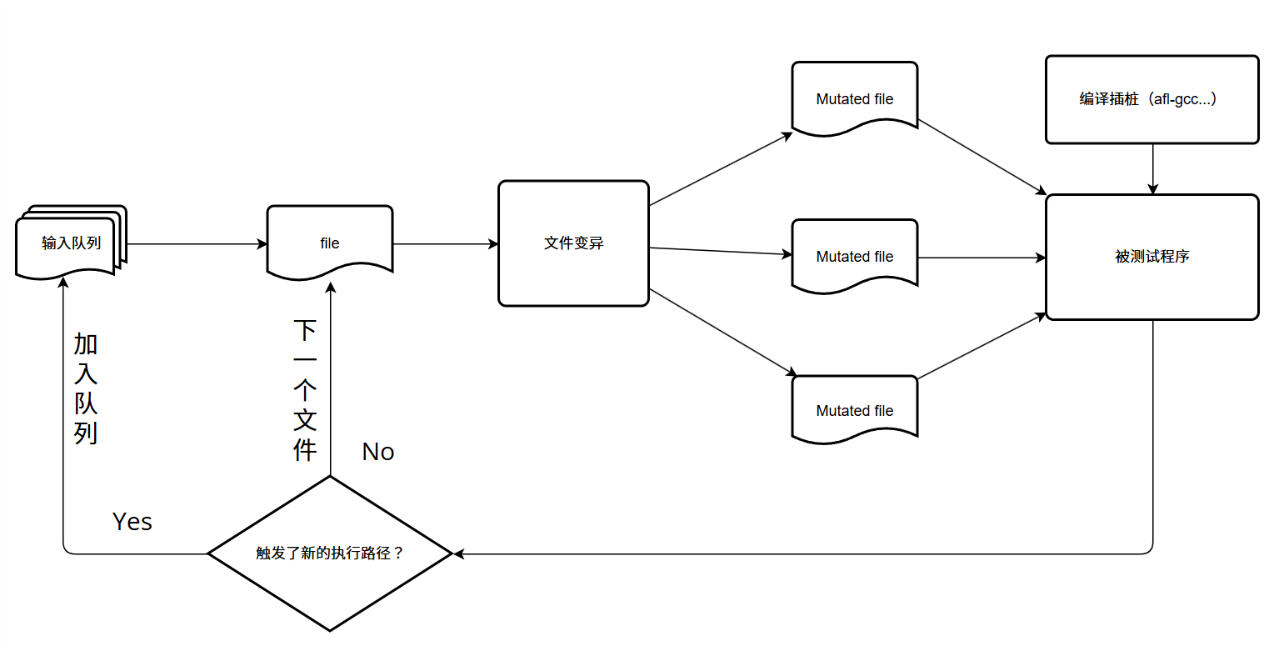 Mutated file
编译插桩（afl-gcc...）
输入队列
file
文件变异
Mutated file
被测试程序
加入队列
下一个文件
Mutated file
No
Yes
触发了新的执行路径？